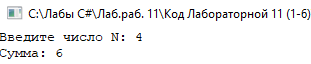 C:\Лабы C#\Лаб.раб. 11\Код Лабораторной 11 (1-6)
Введите число N: 4
Сумма: 6